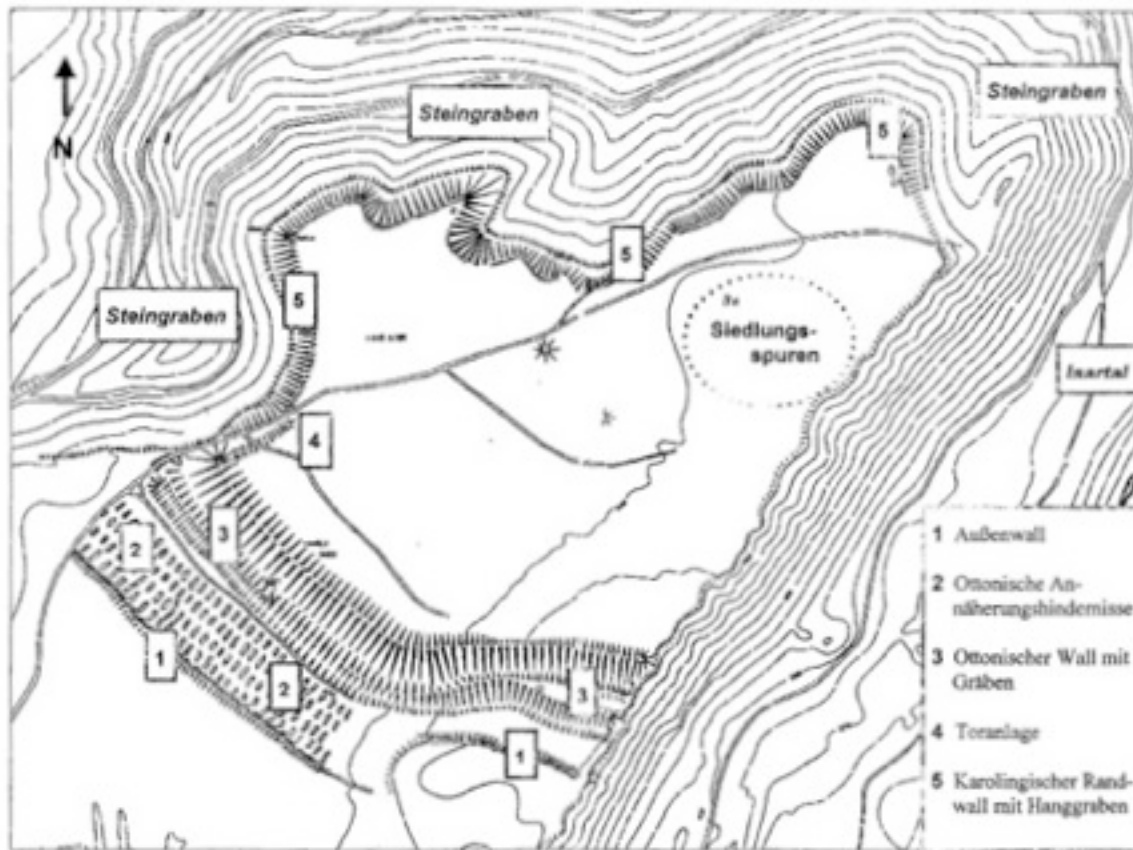 N
Steingraben
Steingraben
5
5
5
Steingraben
Siedlungs-
spuren
Isartal
4
3
2
1
2
3
1
1 Außenwall
2 Ottonische An-
näherungshindernisse
3 Ottonischer Wall mit
Gräben
4 Toranlage
5 Karolingischer Rand-
wall mit Hanggraben